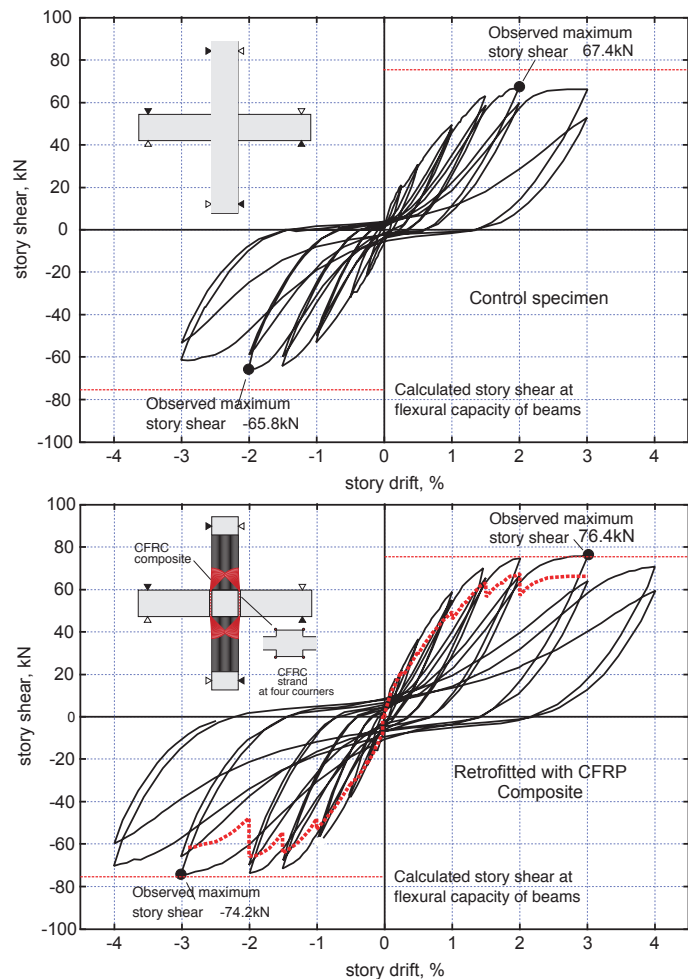 100
80
60
40
20
0
-20
-40
-60
-80
-100
story shear, kN
Observed maximum
story shear 67.4kN
Control specimen
Observed maximum
story shear -65.8kN
Calculated story shear at
flexural capacity of beams
-4 -3 -2 -1 0 1 2 3 4
story drift, %
100
80
60
40
20
0
-20
-40
-60
-80
-100
story shear, kN
Observed maximum
story shear 76.4kN
CFRC
composite
CFRC
strand
at four courners
Retrofitted with CFRP
Composite
Observed maximum
story shear -74.2kN
Calculated story shear at
flexural capacity of beams
-4 -3 -2 -1 0 1 2 3 4
story drift, %